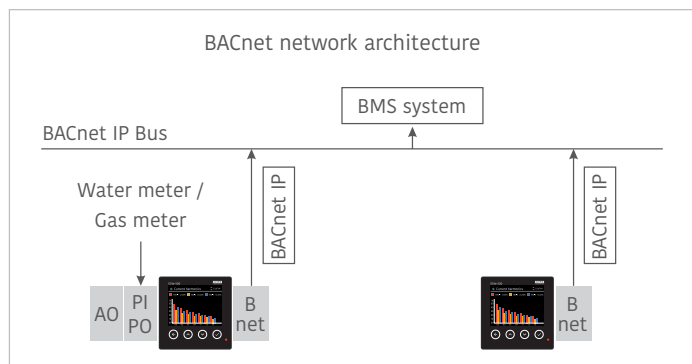 BACnet network architecture
BMS system
BACnet IP Bus
Water meter /
Gas meter
BACnet IP
BACnet IP
AO
PI
PO
B
net
B
net